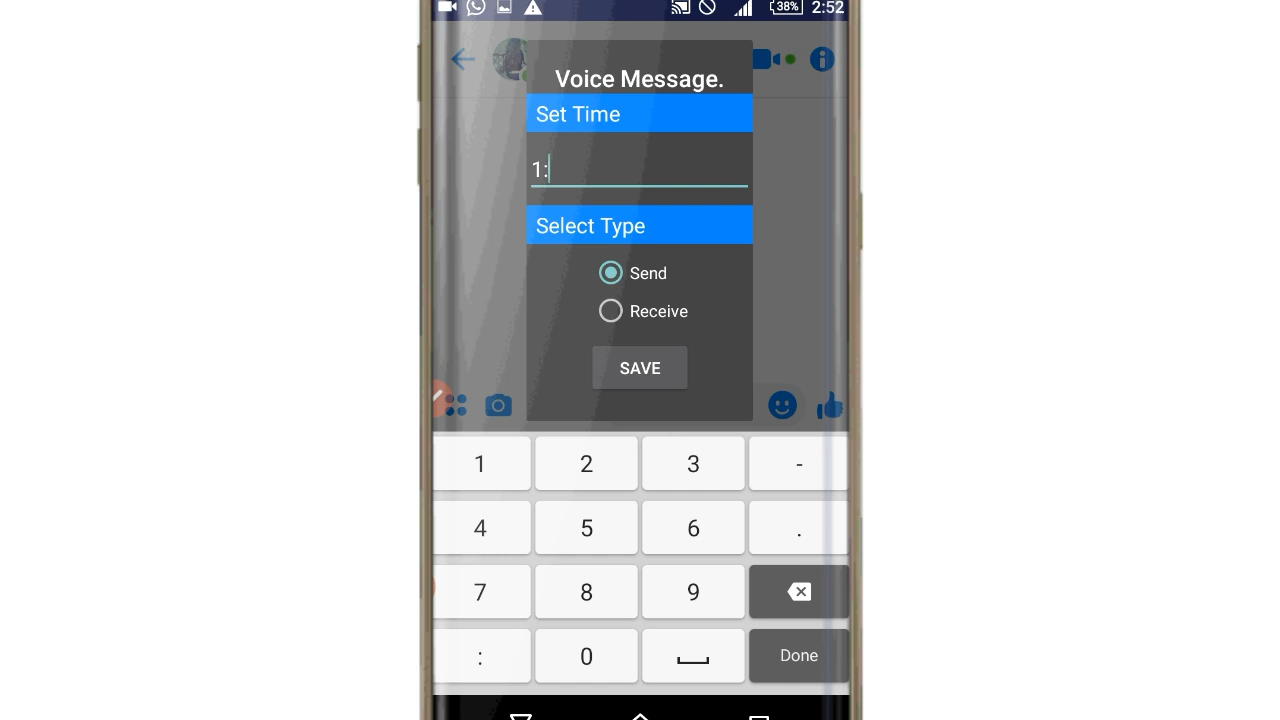 38% 2:52
Voice Message.
Set Time
1:
Select Type
Send
Receive
SAVE
1 2 3 -
4 5 6 .
7 8 9
: 0
Done